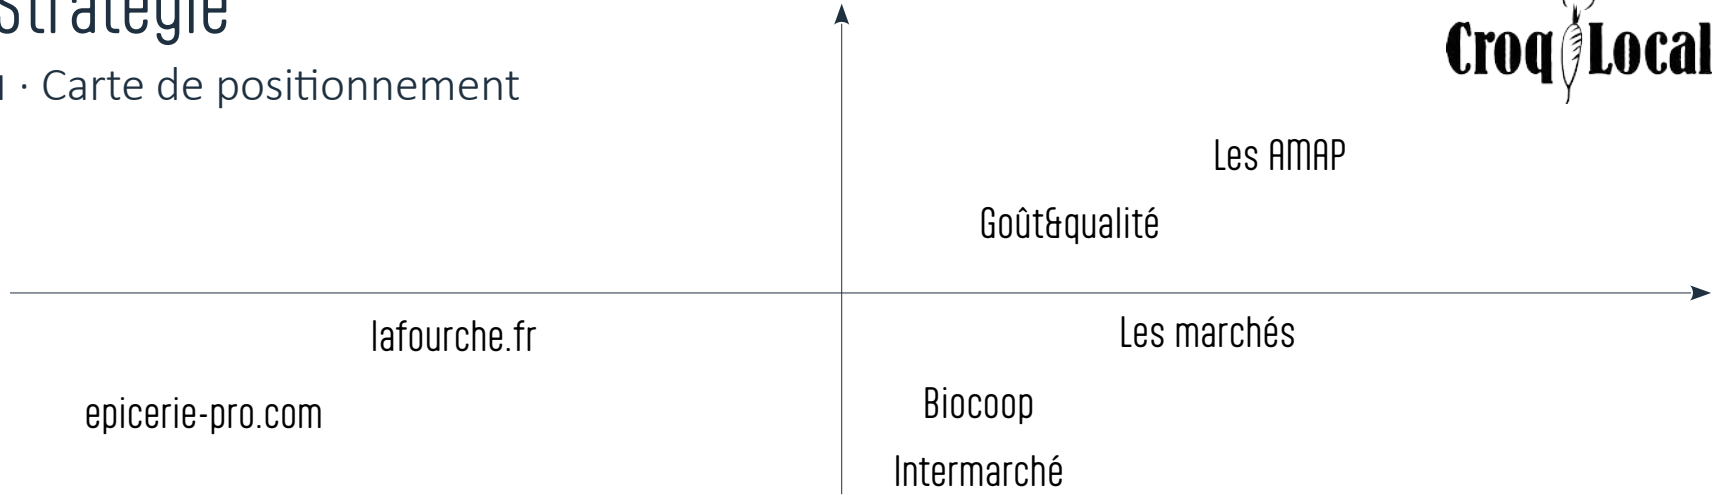 Stratégie
· Carte de positionnement
Croq Local
Les AMAP
Goût&qualité
lafourche.fr
Les marchés
epicerie-pro.com
Biocoop
Intermarché